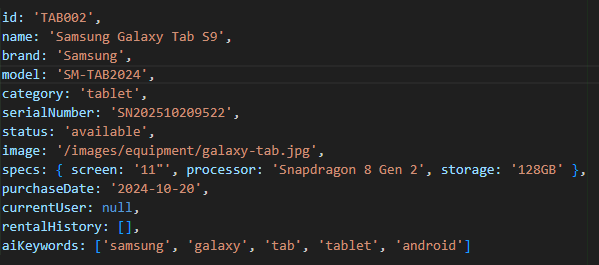 id: 'TAB002',
name: 'Samsung Galaxy Tab S9',
brand: 'Samsung',
model: 'SM-TAB2024',
category: 'tablet',
serialNumber: 'SN202510209522',
status: 'available',
image: '/images/equipment/galaxy-tab.jpg',
specs: { screen: '11"', processor: 'Snapdragon 8 Gen 2', storage: '128GB' },
purchaseDate: '2024-10-20',
currentUser: null,
rentalHistory: [],
aiKeywords: ['samsung', 'galaxy', 'tab', 'tablet', 'android']